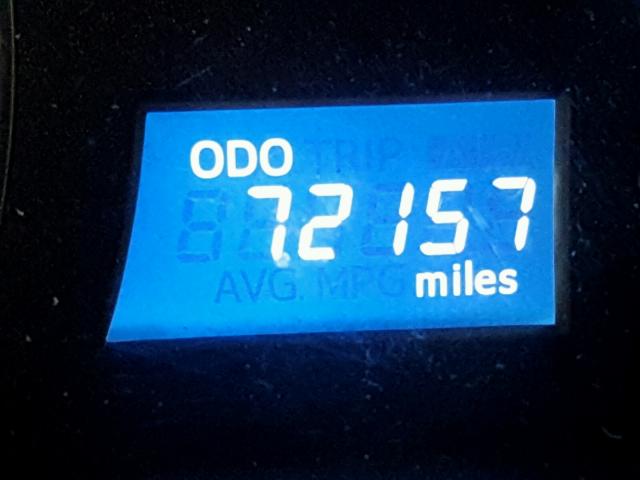 ODO TRIP
72157
AVG. MPG miles